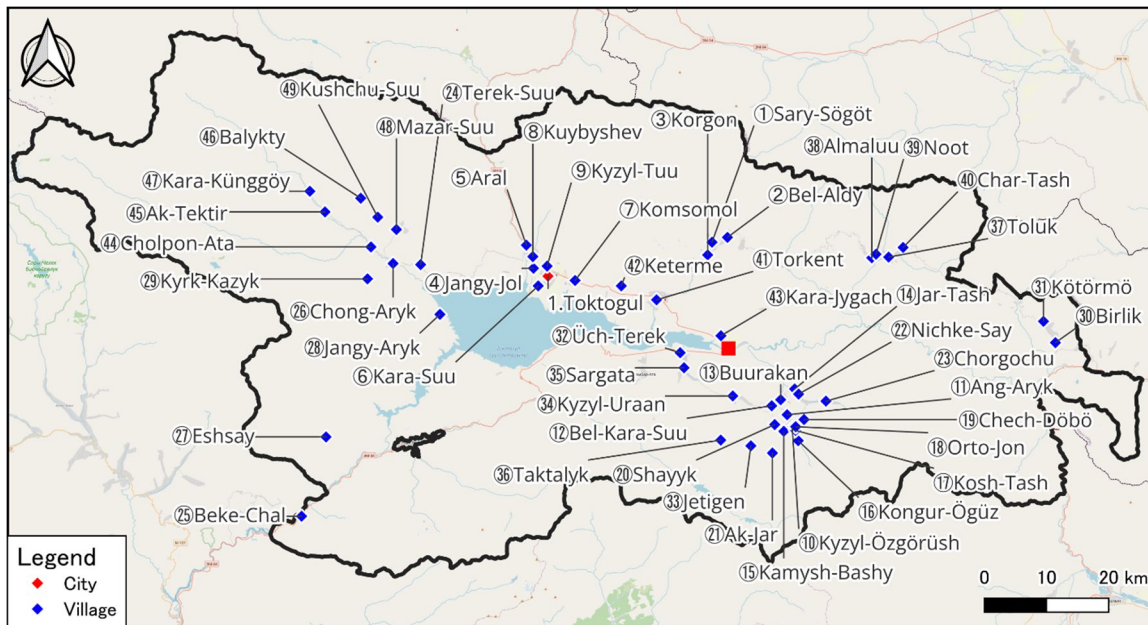 ㊾Kushchu-Suu
㉔Terek-Suu
㊻Balykty
㊽Mazar-Suu
⑧Kuybyshev
③Korgon
①Sary-Sögöt
㊳Almaluu
㊴Noot
㊼Kara-Künggöy
⑤Aral
⑨Kyzyl-Tuu
㊵Char-Tash
㊺Ak-Tektir
⑦Komsomol
②Bel-Aldy
㊲Tolük
㊹Cholpon-Ata
㊷Keterme
㊶Torkent
㉙Kyrk-Kazyk
④Jangy-Jol
1.Toktogul
㊸Kara-Jygach
⑭Jar-Tash
㉛Kötörmö
㉖Chong-Aryk
㉜Üch-Terek
㉒Nichke-Say
㉚Birlik
㉘Jangy-Aryk
㉓Chorgochu
⑥Kara-Suu
㉟Sargata
⑬Buurakan
⑪Ang-Aryk
㉞Kyzyl-Uraan
⑲Chech-Döbö
㉗Eshsay
⑫Bel-Kara-Suu
⑱Orto-Jon
㊱Taktalyk
⑳Shayyk
⑰Kosh-Tash
㉝Jetigen
⑯Kongur-Ögüz
㉕Beke-Chal
㉑Ak-Jar
⑩Kyzyl-Özgörüsh
⑮Kamysh-Bashy
Legend
City
Village
0 10 20 km